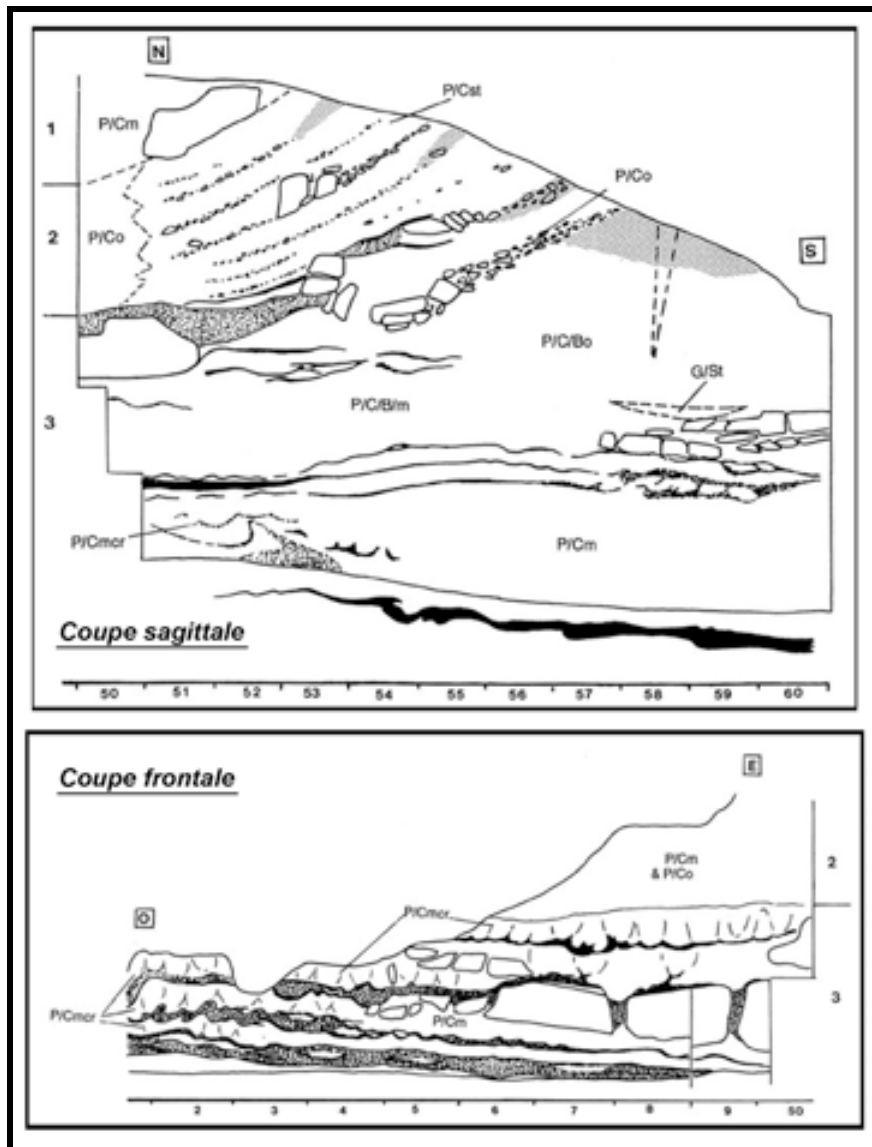 N
P/Cst
P/Cm
1
P/Co
P/Co
2
S
P/C/Bo
G/St
P/C/B/m
3
P/Cmcr
P/Cm
Coupe sagittale
50 51 52 53 54 55 56 57 58 59 60
Coupe frontale
E
P/Cm
& P/Co
2
P/Cmcr
O
3
P/Cmcr
P/Cm
2 3 4 5 6 7 8 9 50